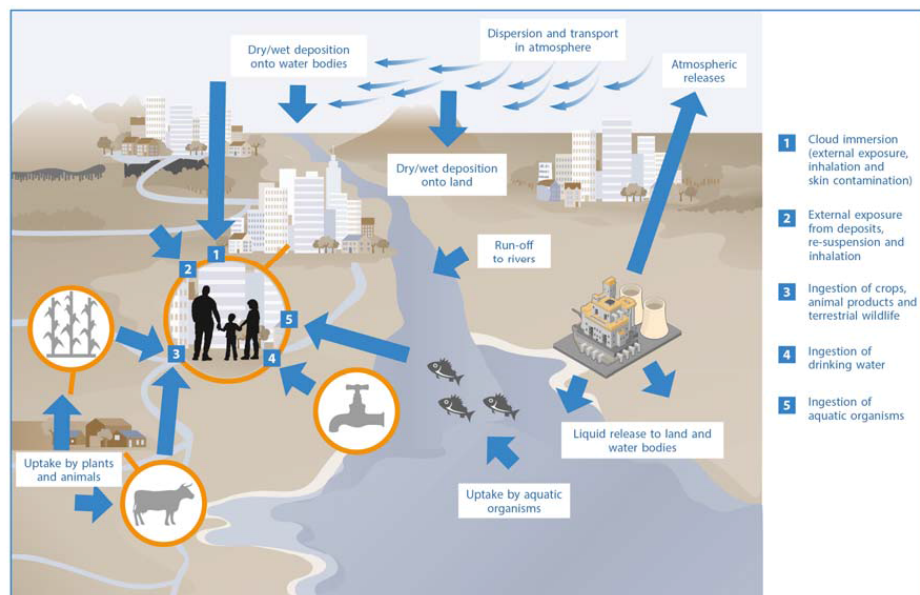 Dispersion and transport
in atmosphere
Dry/wet deposition
onto water bodies
Atmospheric
releases
Dry/wet deposition
onto land
Run-off
to rivers
1
2
3
4
5
Uptake by plants
and animals
Liquid release to land and
water bodies
Uptake by aquatic
organisms
1 Cloud immersion
(external exposure,
inhalation and
skin contamination)
2 External exposure
from deposits,
re-suspension and
inhalation
3 Ingestion of crops,
animal products and
terrestrial wildlife
4 Ingestion of
drinking water
5 Ingestion of
aquatic organisms